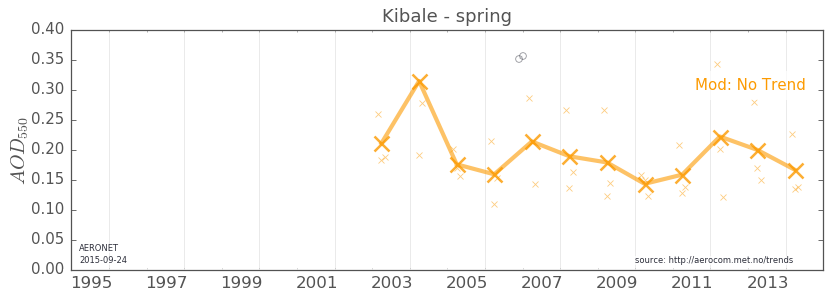 Kibale - spring
0.40
0.35
0.30
0.25
0.20
0.15
0.10
0.05
0.00
AOD550
Mod: No Trend
AERONET
2015-09-24
source: http://aerocom.met.no/trends
1995 1997 1999 2001 2003 2005 2007 2009 2011 2013